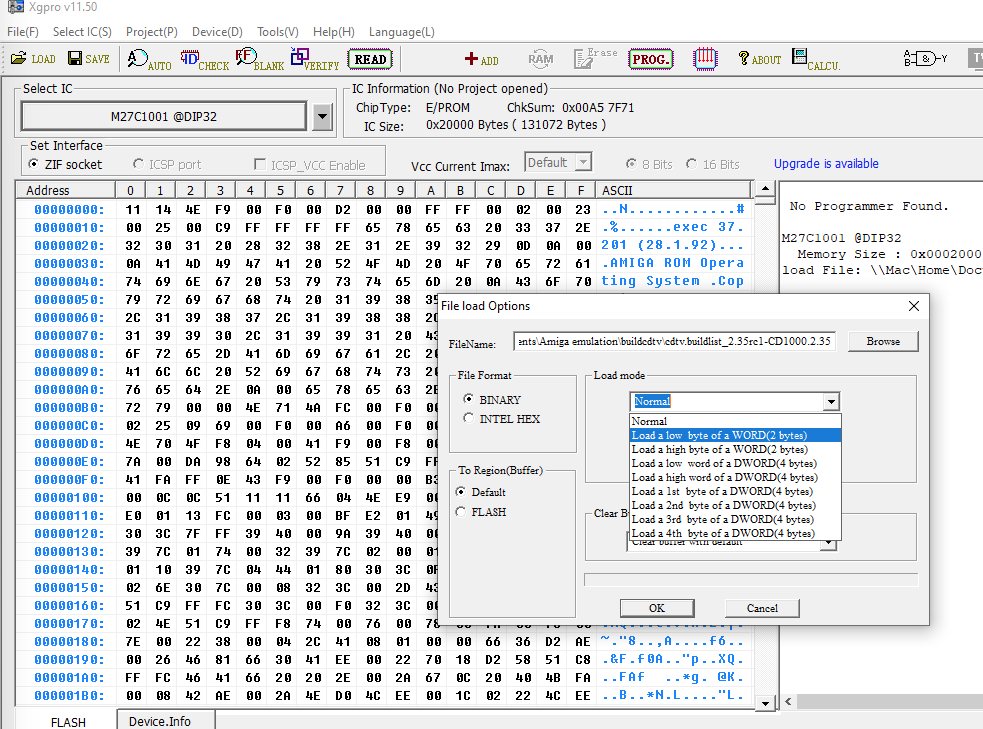 Xgpro v11.50
File(F) Select IC(S) Project(P) Device(D) Tools(V) Help(H) Language(L)
LOAD SAVE AUTO CHECK BLANK VERIFY READ ADD RAM Erase PROG. ABOUT CALCU.
Select IC
M27C1001 @DIP32
IC Information (No Project opened)
ChipType: E/PROM ChkSum: 0x00A5 7F71
IC Size: 0x20000 Bytes ( 131072 Bytes )
Set Interface
ZIF socket ICSP port ICSP_VCC Enable
Vcc Current Imax: Default 8 Bits 16 Bits Upgrade is available
Address 0 1 2 3 4 5 6 7 8 9 A B C D E F ASCII
00000000: 11 14 4E F9 00 F0 00 D2 00 00 FF FF 00 02 00 23 ..N............#
00000010: 00 25 00 C9 FF FF FF FF 65 78 65 63 20 33 37 2E .%......exec 37.
00000020: 32 30 31 20 28 32 38 2E 31 2E 39 32 29 0D 0A 00 201 (28.1.92)...
00000030: 0A 41 4D 49 47 41 20 52 4F 4D 20 4F 70 65 72 61 .AMIGA ROM Opera
00000040: 74 69 6E 67 20 53 79 73 74 65 6D 20 0A 43 6F 70 ting System .Cop
00000050: 79 72 69 67 68 74 20 31 39 38
00000060: 2C 31 39 38 37 2C 31 39 38 38
00000070: 31 39 39 30 2C 31 39 39 31 20
00000080: 6F 72 65 2D 41 6D 69 67 61 2C
00000090: 41 6C 6C 20 52 69 67 68 74 73
000000A0: 76 65 64 2E 0A 00 65 78 65 63
000000B0: 72 79 00 00 4E 71 4A FC 00 F0
000000C0: 02 25 09 69 00 F0 00 A6 00 F0
000000D0: 4E 70 4F F8 04 00 41 F9 00 F8
000000E0: 7A 00 DA 98 64 02 52 85 51 C9
000000F0: 41 FA FF 0E 43 F9 00 F0 00 00
00000100: 00 0C 0C 51 11 11 66 04 4E E9
00000110: E0 01 13 FC 00 03 00 BF E2 01
00000120: 30 3C 7F FF 39 40 00 9A 39 40
00000130: 39 7C 01 74 00 32 39 7C 02 00
00000140: 01 10 39 7C 04 44 01 80 30 3C
00000150: 02 6E 30 7C 00 08 32 3C 00 2D
00000160: 51 C9 FF FC 30 3C 00 F0 32 3C
00000170: 02 4E 51 C9 FF F8 74 00 76 00
00000180: 7E 00 22 38 00 04 2C 41 08 01 00 00 66 36 D2 AE ~."8..,A....f6..
00000190: 00 26 46 81 66 30 41 EE 00 22 70 18 D2 58 51 C8 .&F.f0A.."p..XQ.
000001A0: FF FC 46 41 66 20 20 2E 00 2A 67 0C 20 40 4B FA ..FAf ..*g. @K.
000001B0: 00 08 42 AE 00 2A 4E D0 4C EE 00 1C 02 22 4C EE ..B..*N.L...."L.
FLASH Device.Info
No Programmer Found.
M27C1001 @DIP32
Memory Size : 0x0002000
load File: \\Mac\Home\Doc
File load Options
FileName: ents\Amiga emulation\buildcdtv\cdtv.buildlist_2.35rc1-CD1000.2.35 Browse
File Format
BINARY
INTEL HEX
To Region(Buffer)
Default
FLASH
Load mode
Normal
Normal
Load a low byte of a WORD(2 bytes)
Load a high byte of a WORD(2 bytes)
Load a low word of a DWORD(4 bytes)
Load a high word of a DWORD(4 bytes)
Load a 1st byte of a DWORD(4 bytes)
Load a 2nd byte of a DWORD(4 bytes)
Load a 3rd byte of a DWORD(4 bytes)
Load a 4th byte of a DWORD(4 bytes)
Clear B
Clear buffer with default
OK Cancel